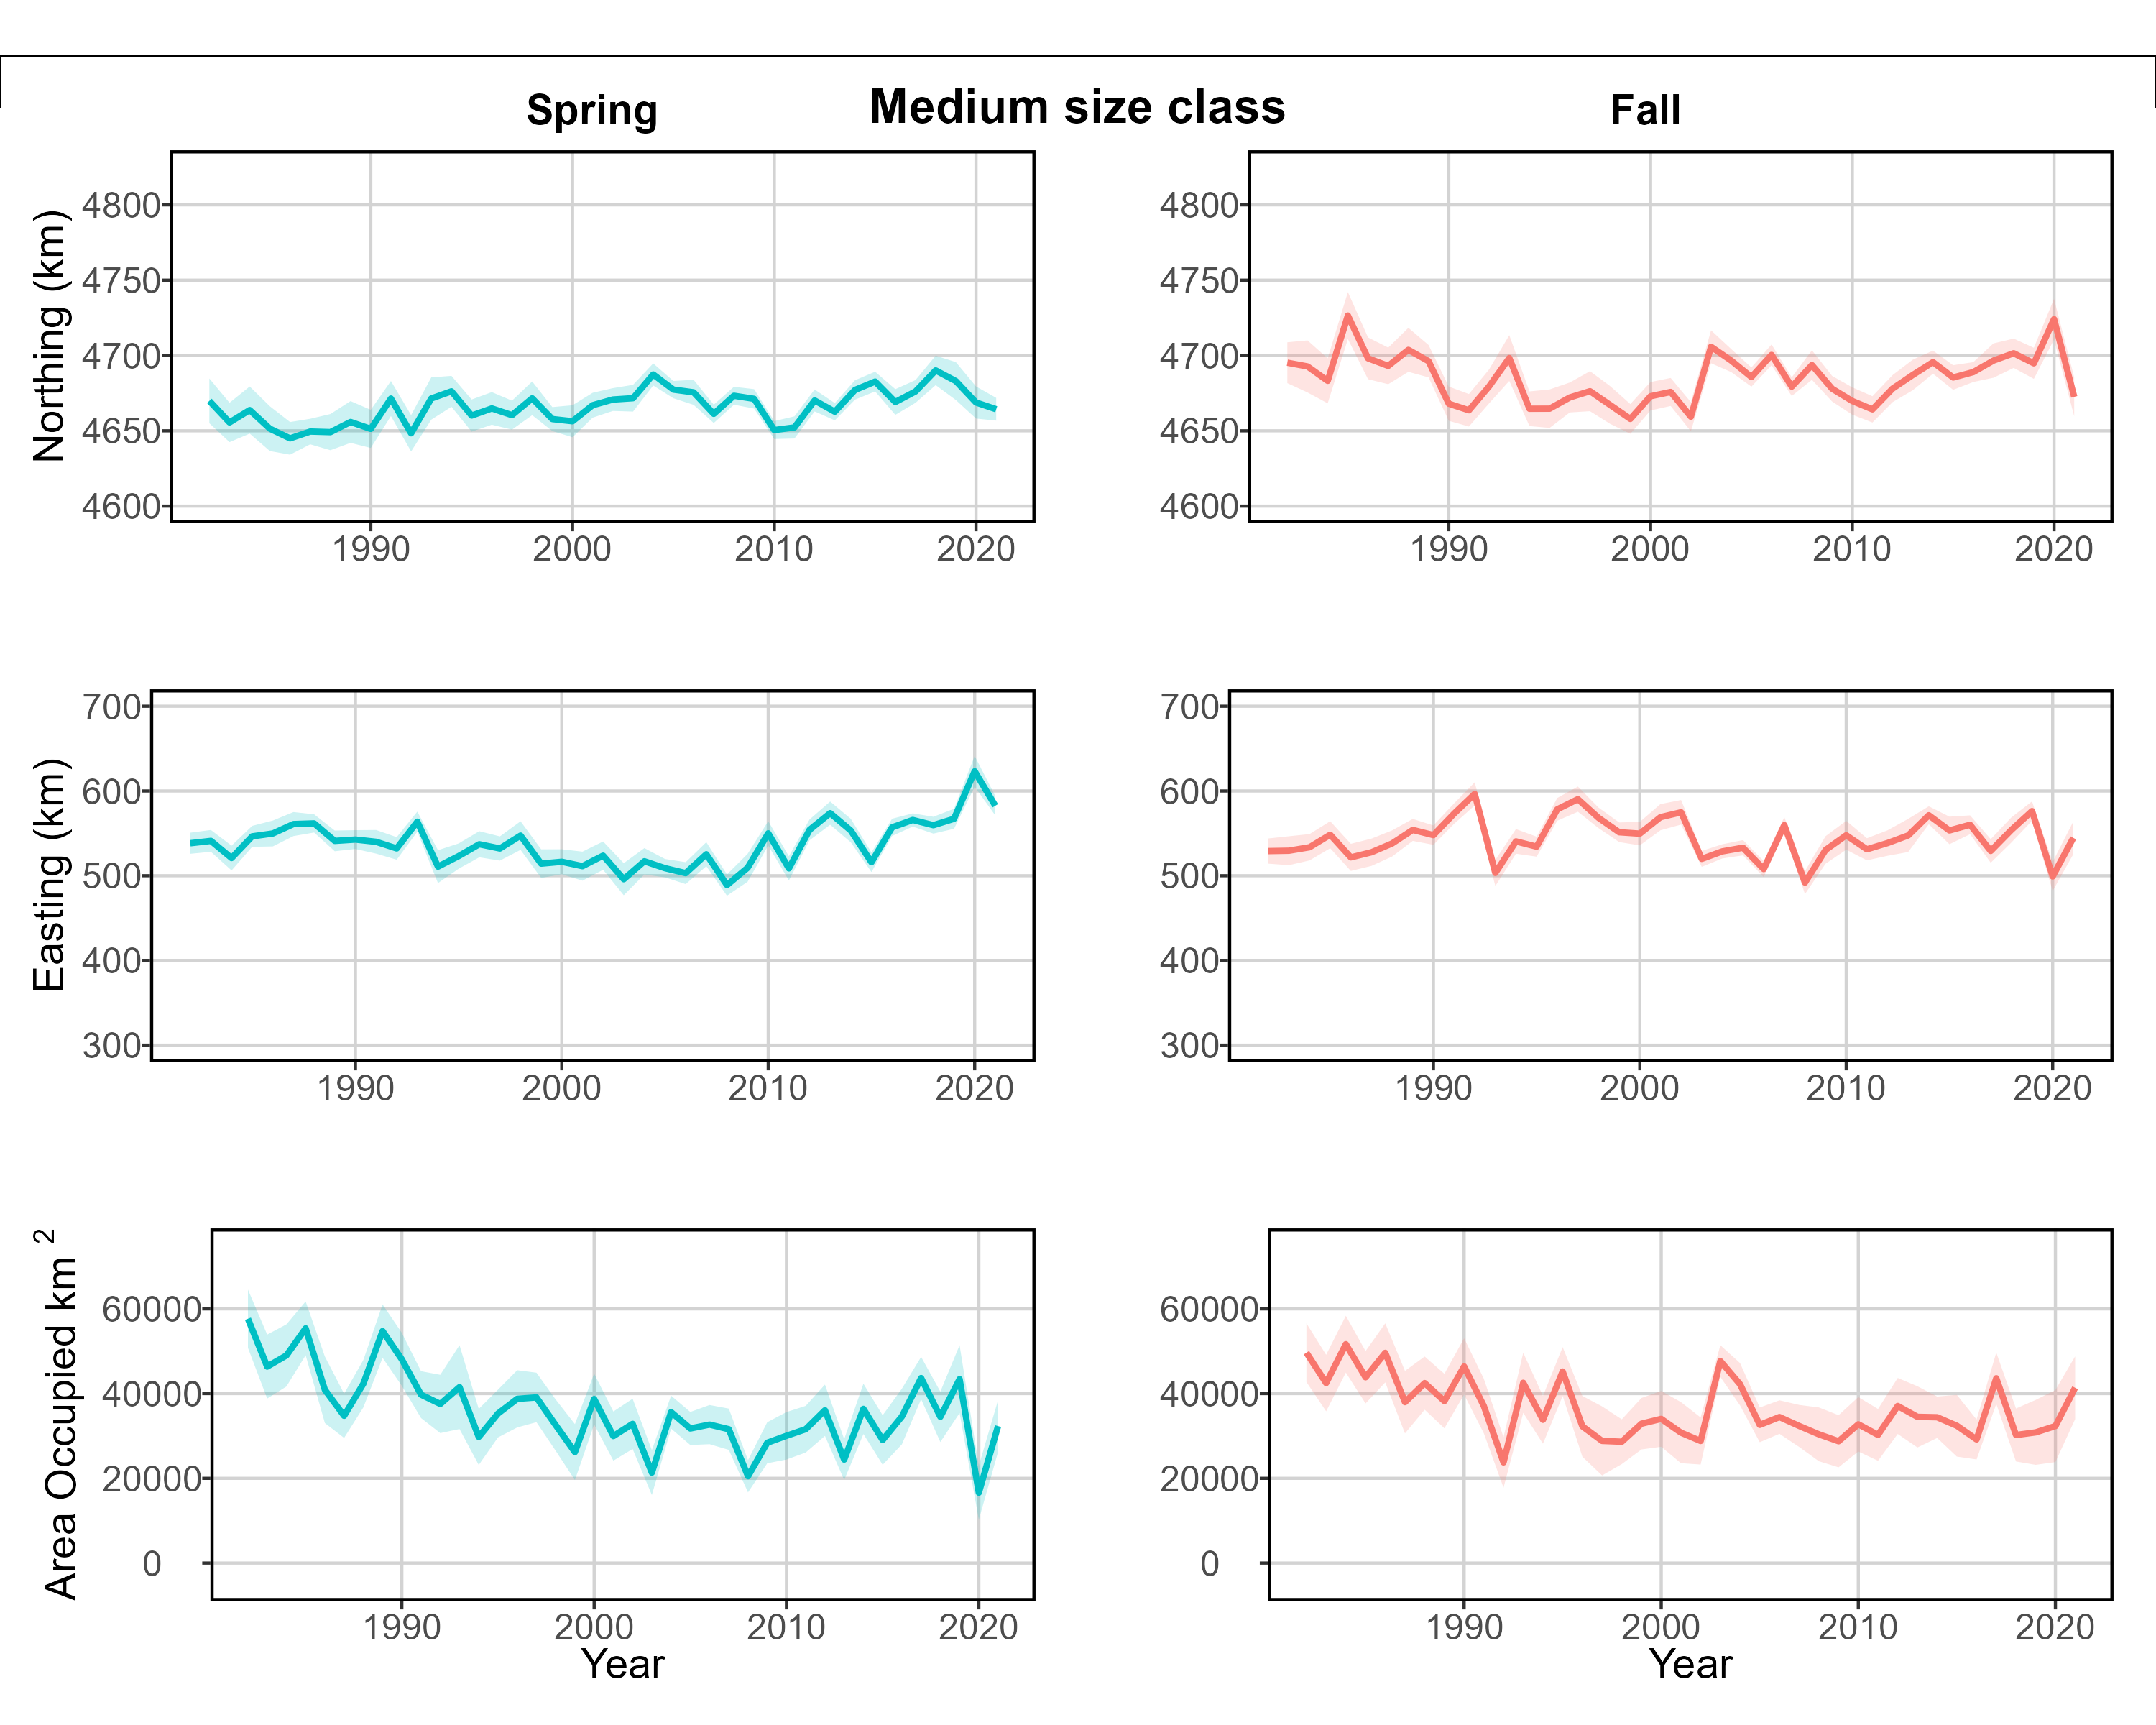 Spring Medium size class Fall
Northing (km)
4800
4750
4700
4650
4600
1990 2000 2010 2020
4800
4750
4700
4650
4600
1990 2000 2010 2020
Easting (km)
700
600
500
400
300
1990 2000 2010 2020
700
600
500
400
300
1990 2000 2010 2020
Area Occupied km 2
60000
40000
20000
0
1990 2000 2010 2020
Year
60000
40000
20000
0
1990 2000 2010 2020
Year